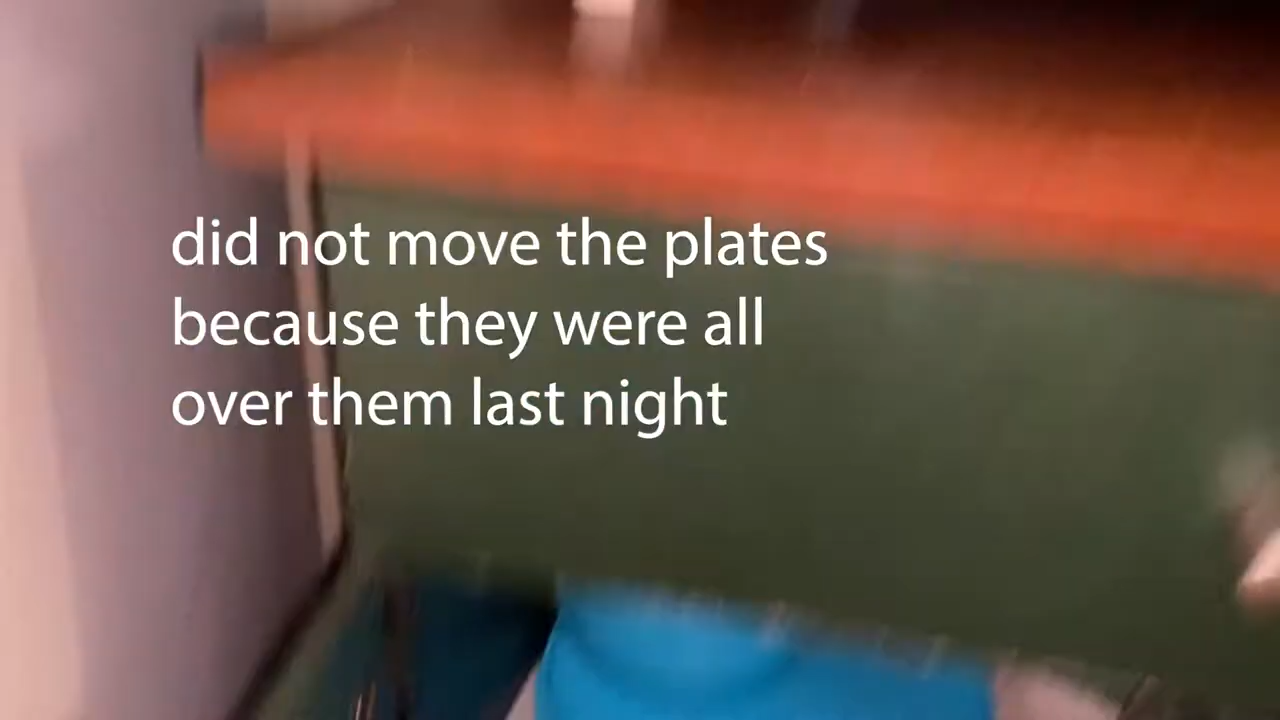 did not move the plates
because they were all
over them last night